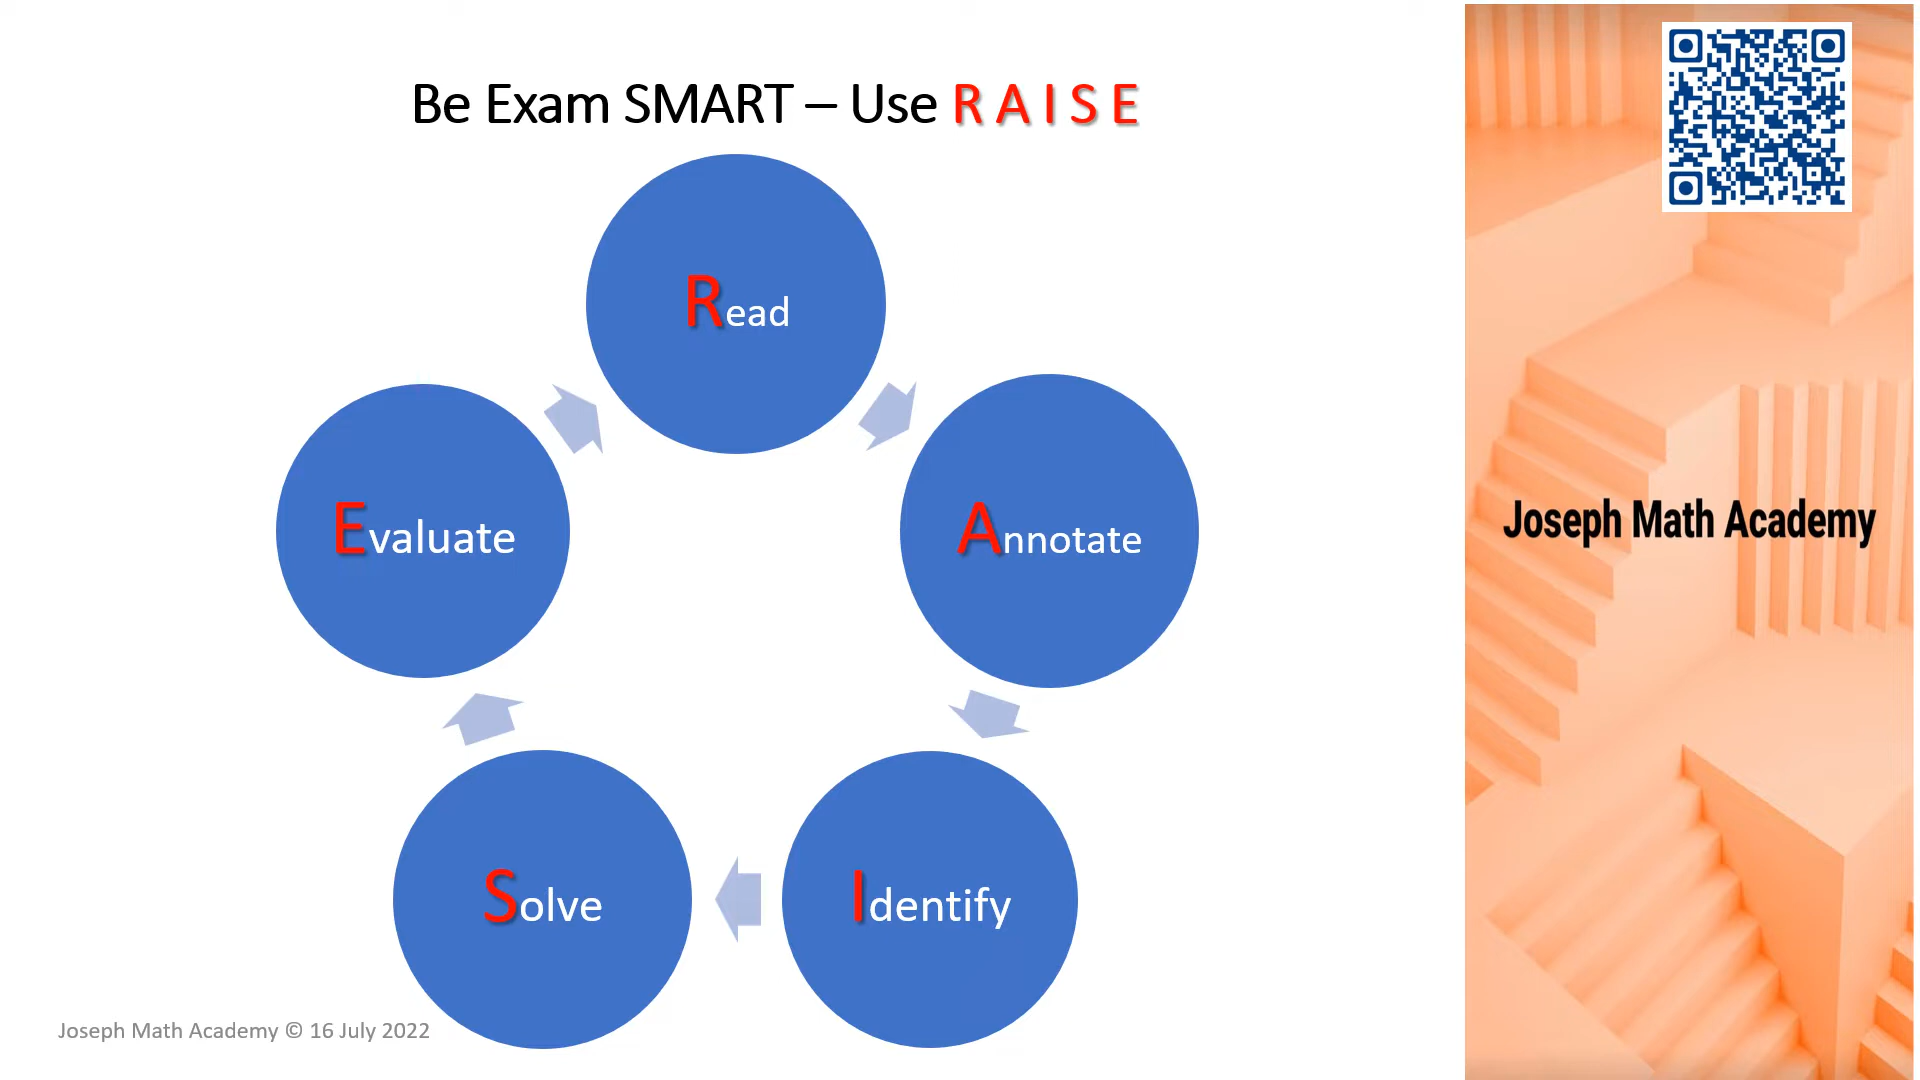 Be Exam SMART – Use R A I S E
Read
Annotate
Identify
Solve
Evaluate
Joseph Math Academy
Joseph Math Academy © 16 July 2022